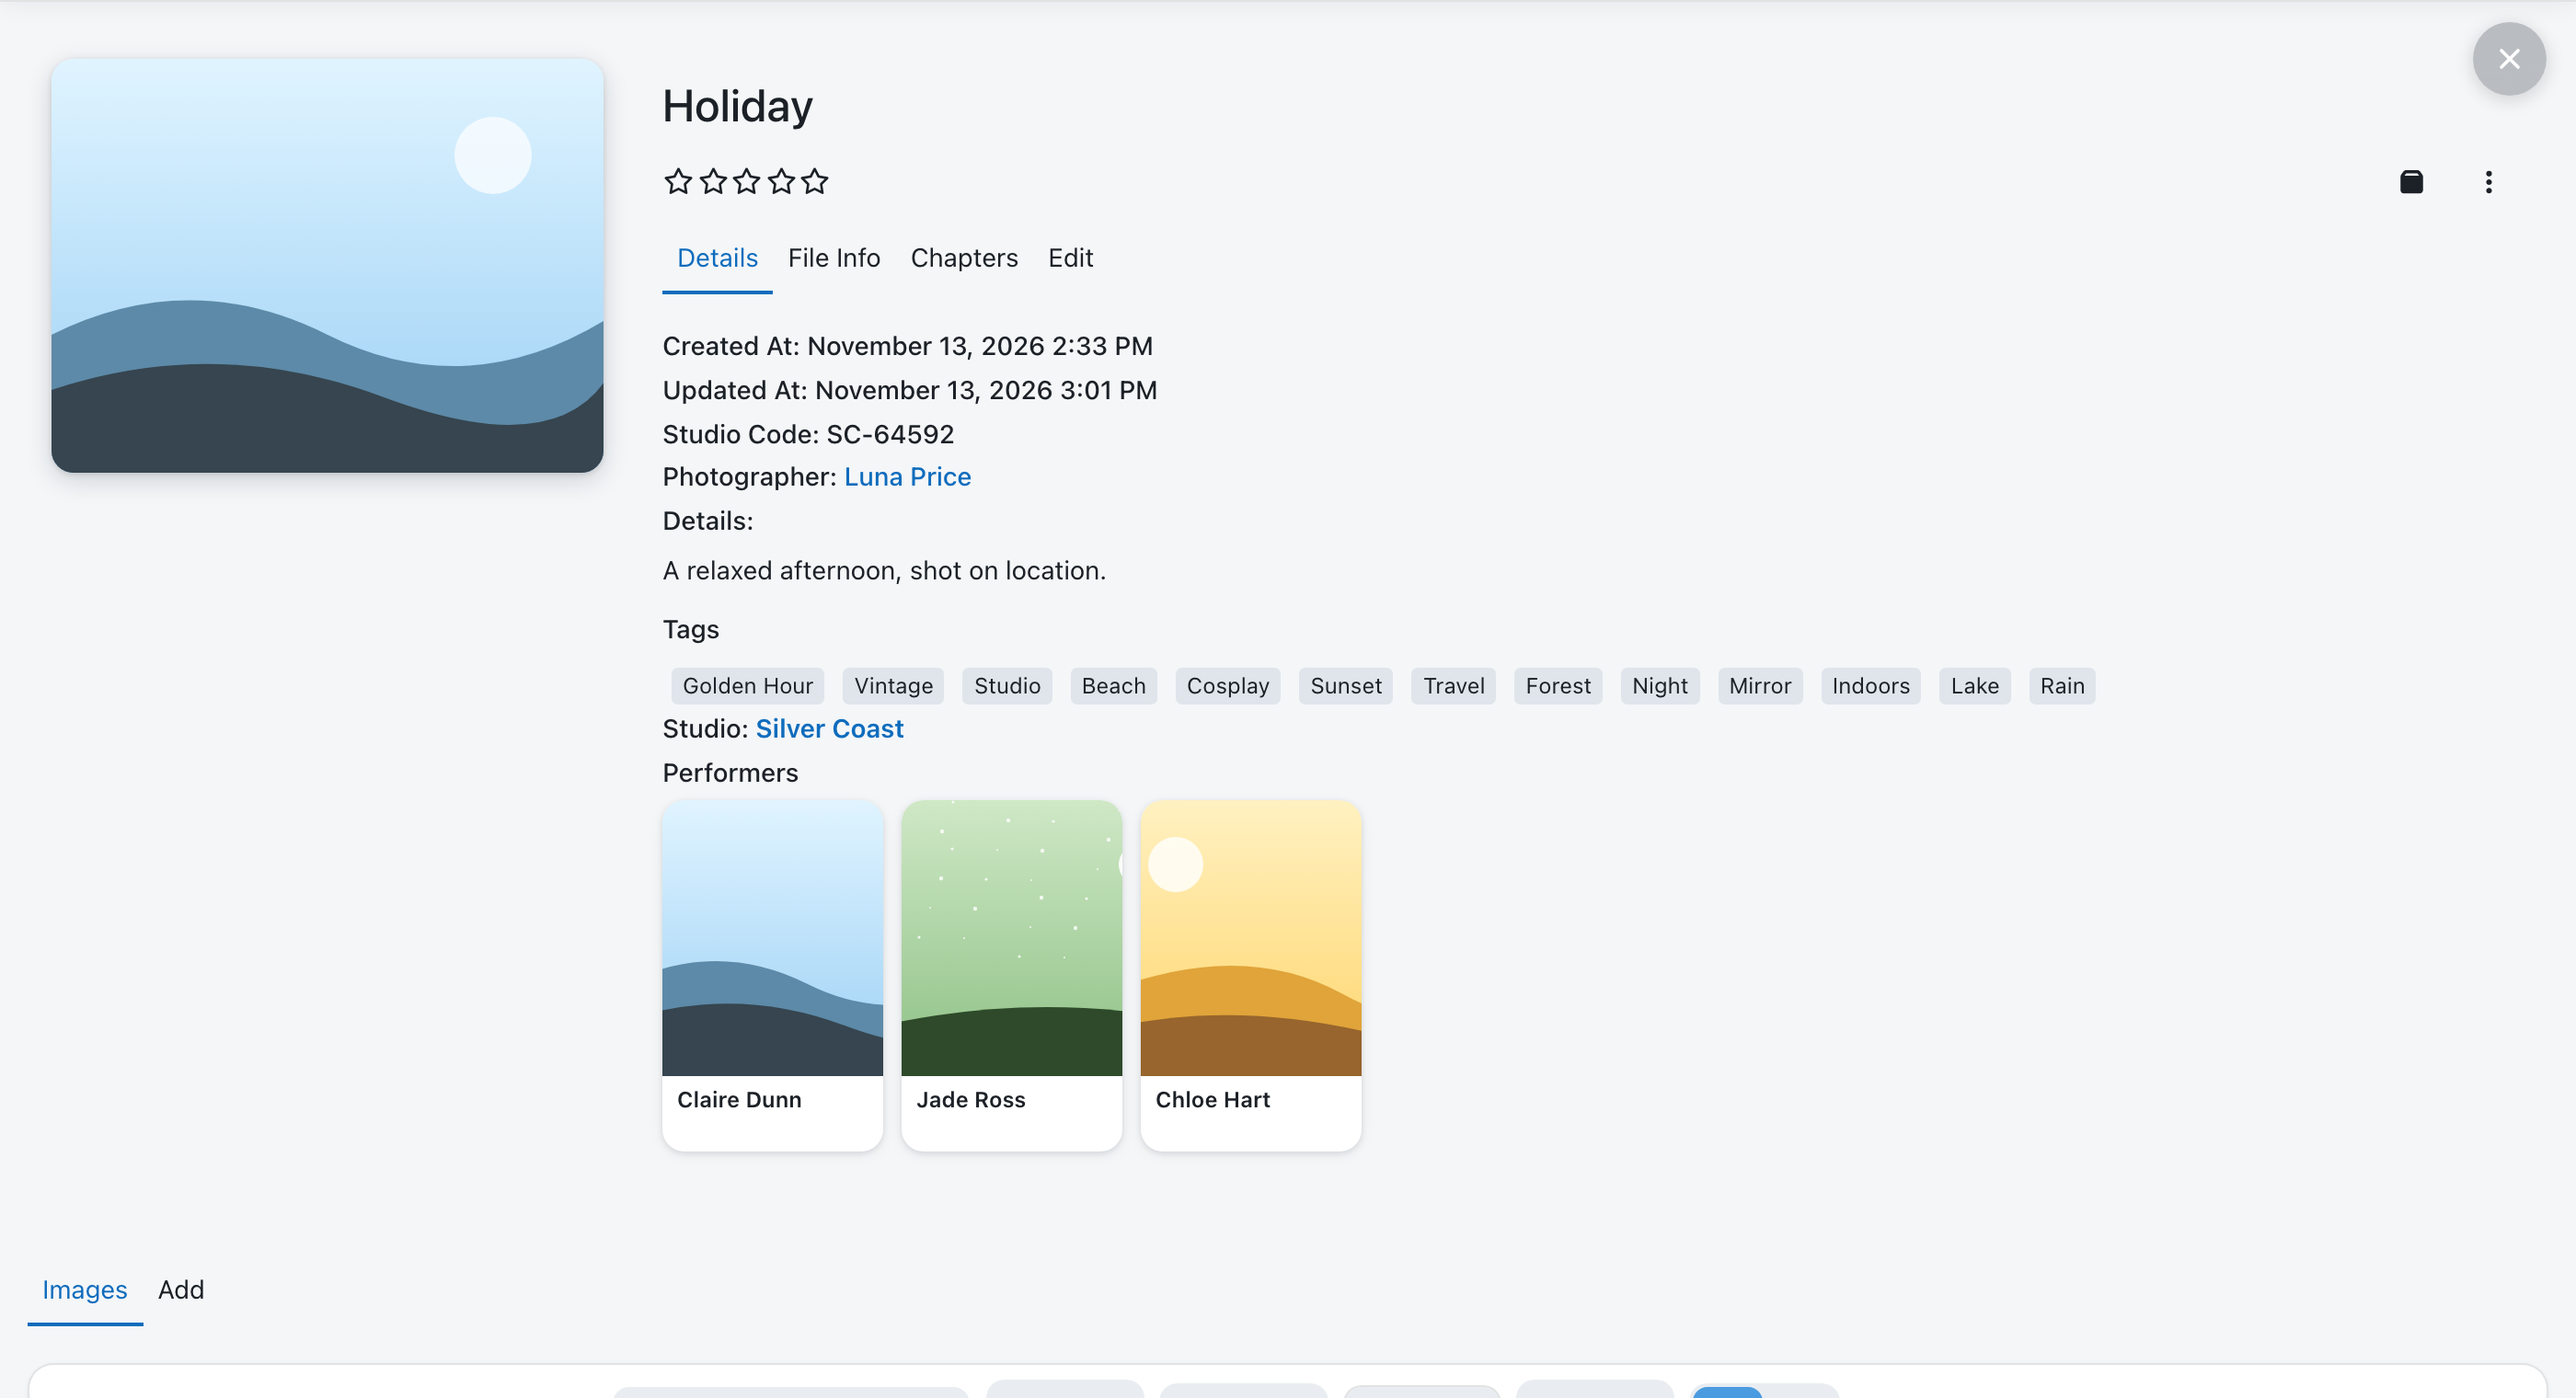 Holiday
Details File Info Chapters Edit
Created At: November 13, 2026 2:33 PM
Updated At: November 13, 2026 3:01 PM
Studio Code: SC-64592
Photographer: Luna Price
Details:
A relaxed afternoon, shot on location.
Tags
Golden Hour Vintage Studio Beach Cosplay Sunset Travel Forest Night Mirror Indoors Lake Rain
Studio: Silver Coast
Performers
Claire Dunn Jade Ross Chloe Hart
Images Add